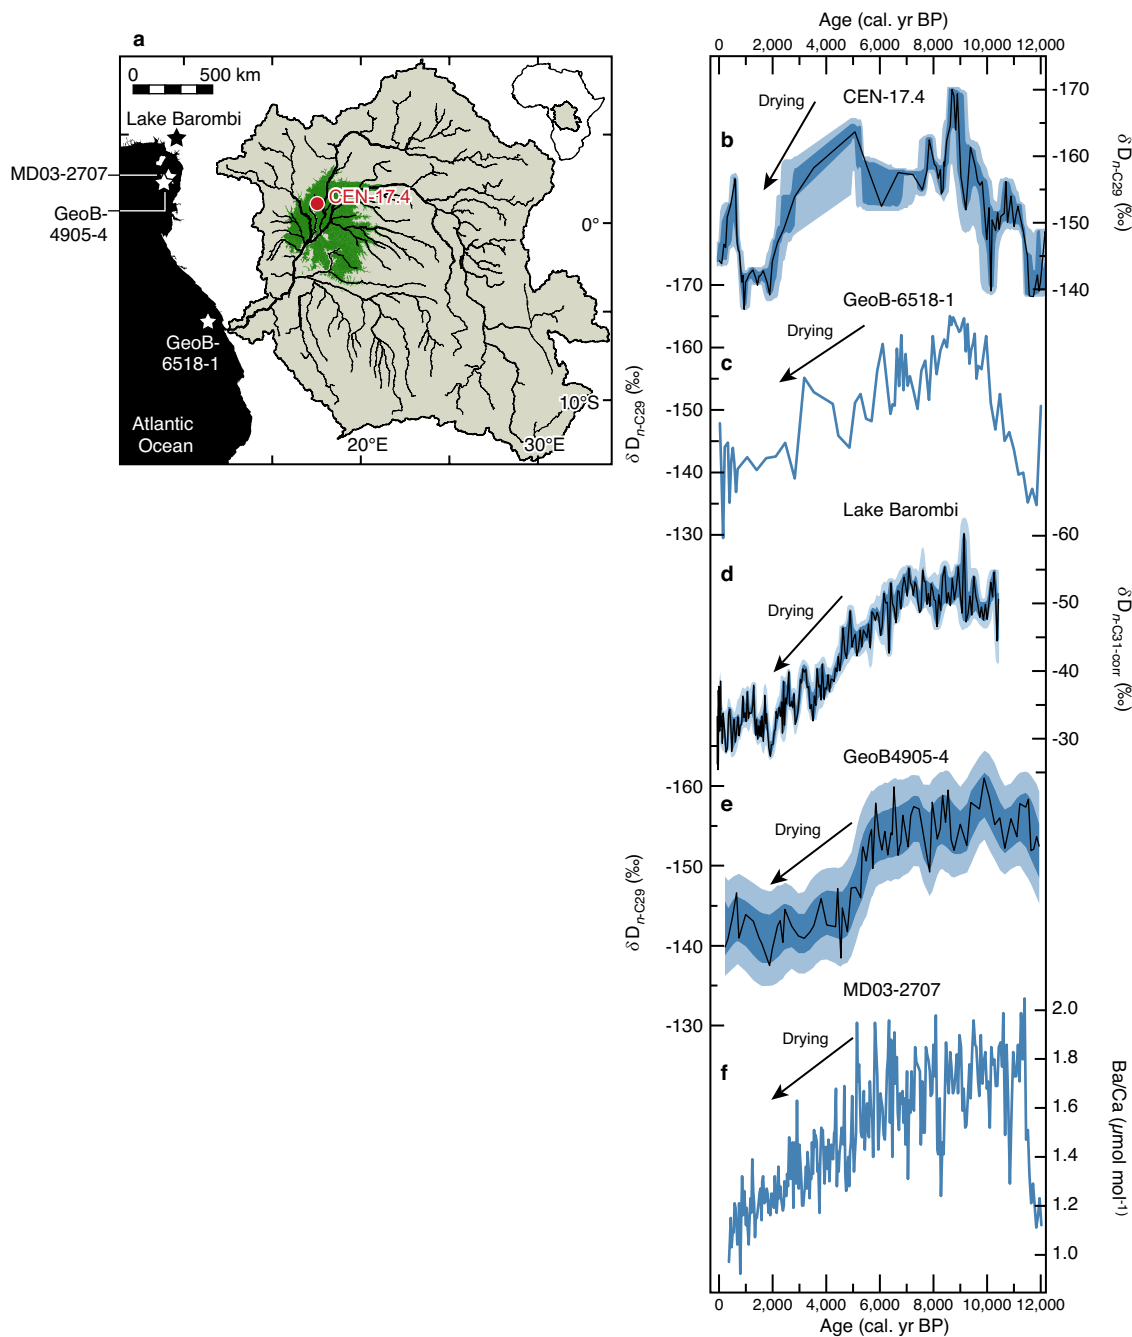 a
0 500 km
Lake Barombi
MD03-2707
GeoB-
4905-4
CEN-17.4
0°
GeoB-
6518-1
10°S
Atlantic
Ocean
20°E
30°E
Age (cal. yr BP)
0 2,000 4,000 6,000 8,000 10,000 12,000
b
Drying
CEN-17.4
-170
-160
-150
-140
δD n-C29 (‰)
c
Drying
GeoB-6518-1
-170
-160
-150
-140
-130
δD n-C29 (‰)
d
Drying
Lake Barombi
-60
-50
-40
-30
δD n-C31-corr (‰)
e
Drying
GeoB4905-4
-160
-150
-140
-130
δD n-C29 (‰)
f
Drying
MD03-2707
2.0
1.8
1.6
1.4
1.2
1.0
Ba/Ca (µmol mol-1)
0 2,000 4,000 6,000 8,000 10,000 12,000
Age (cal. yr BP)